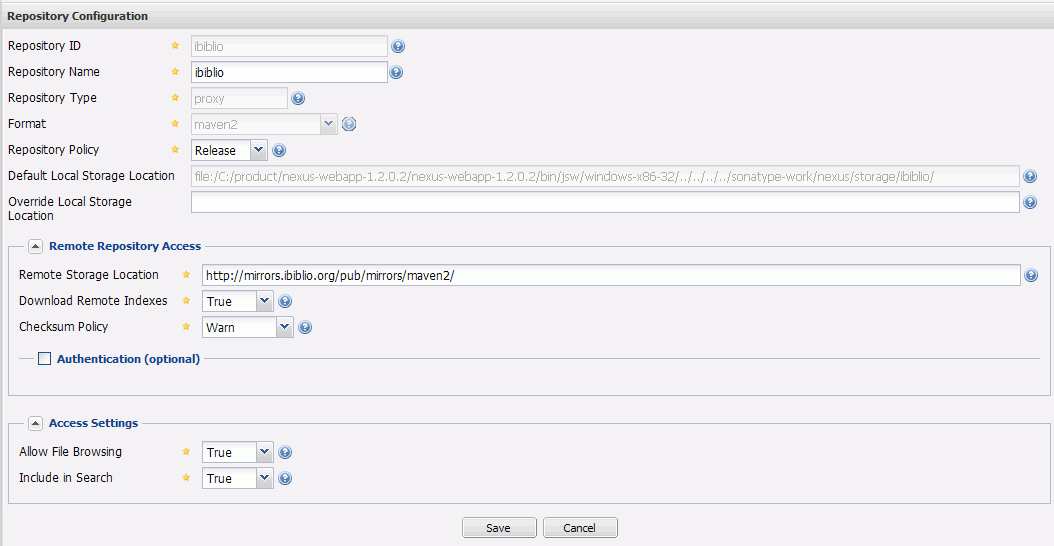 Repository Configuration
Repository ID ibiblio
Repository Name ibiblio
Repository Type proxy
Format maven2
Repository Policy Release
Default Local Storage Location file:/C:/product/nexus-webapp-1.2.0.2/nexus-webapp-1.2.0.2/bin/jsw/windows-x86-32/../../../../sonatype-work/nexus/storage/ibiblio/
Override Local Storage
Location
Remote Repository Access
Remote Storage Location http://mirrors.ibiblio.org/pub/mirrors/maven2/
Download Remote Indexes True
Checksum Policy Warn
Authentication (optional)
Access Settings
Allow File Browsing True
Include in Search True
Save Cancel